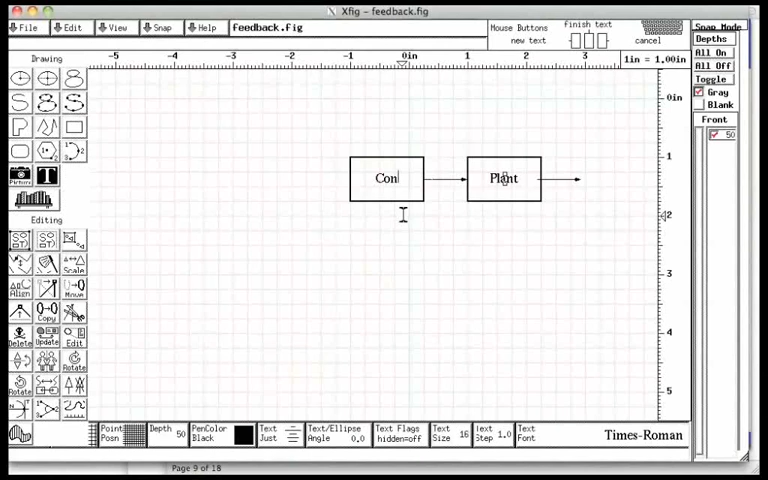 Xfig – feedback.fig
File
Edit
View
Snap
Help
feedback.fig
Mouse Buttons
finish text
new text
cancel
Snap Mode
Depths
All On
All Off
Toggle
Gray
Blank
Front
50
Drawing
-5 -4 -3 -2 -1 0in 1 2 3
1in = 1.00in
0in
1
2
3
4
5
Con
Plant
Picture
T
Editing
Scale
Align
Move
Copy
Delete
Update
Edit
Rotate
Rotate
Point Posn
Depth 50
PenColor Black
Text Just
Text/Ellipse Angle 0.0
Text Flags hidden=off
Text Size 16
Text Step 1.0
Text Font
Times-Roman
Page 9 of 18